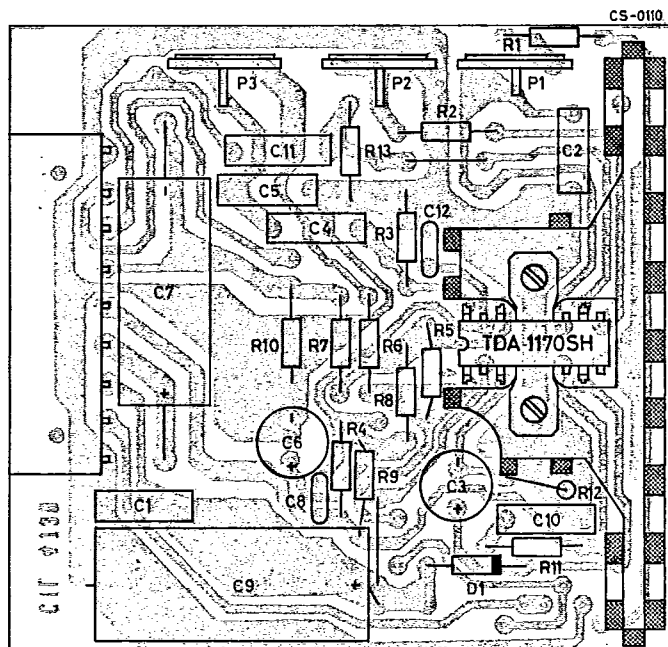 CS-0110
R1
P3
P2
P1
R2
C11
R13
C2
C5
C4
R3
C12
C7
R10
R7
R6
R5
TDA 1170SH
R8
C6
R4
R9
C3
R12
C8
C1
C10
R11
D1
C9